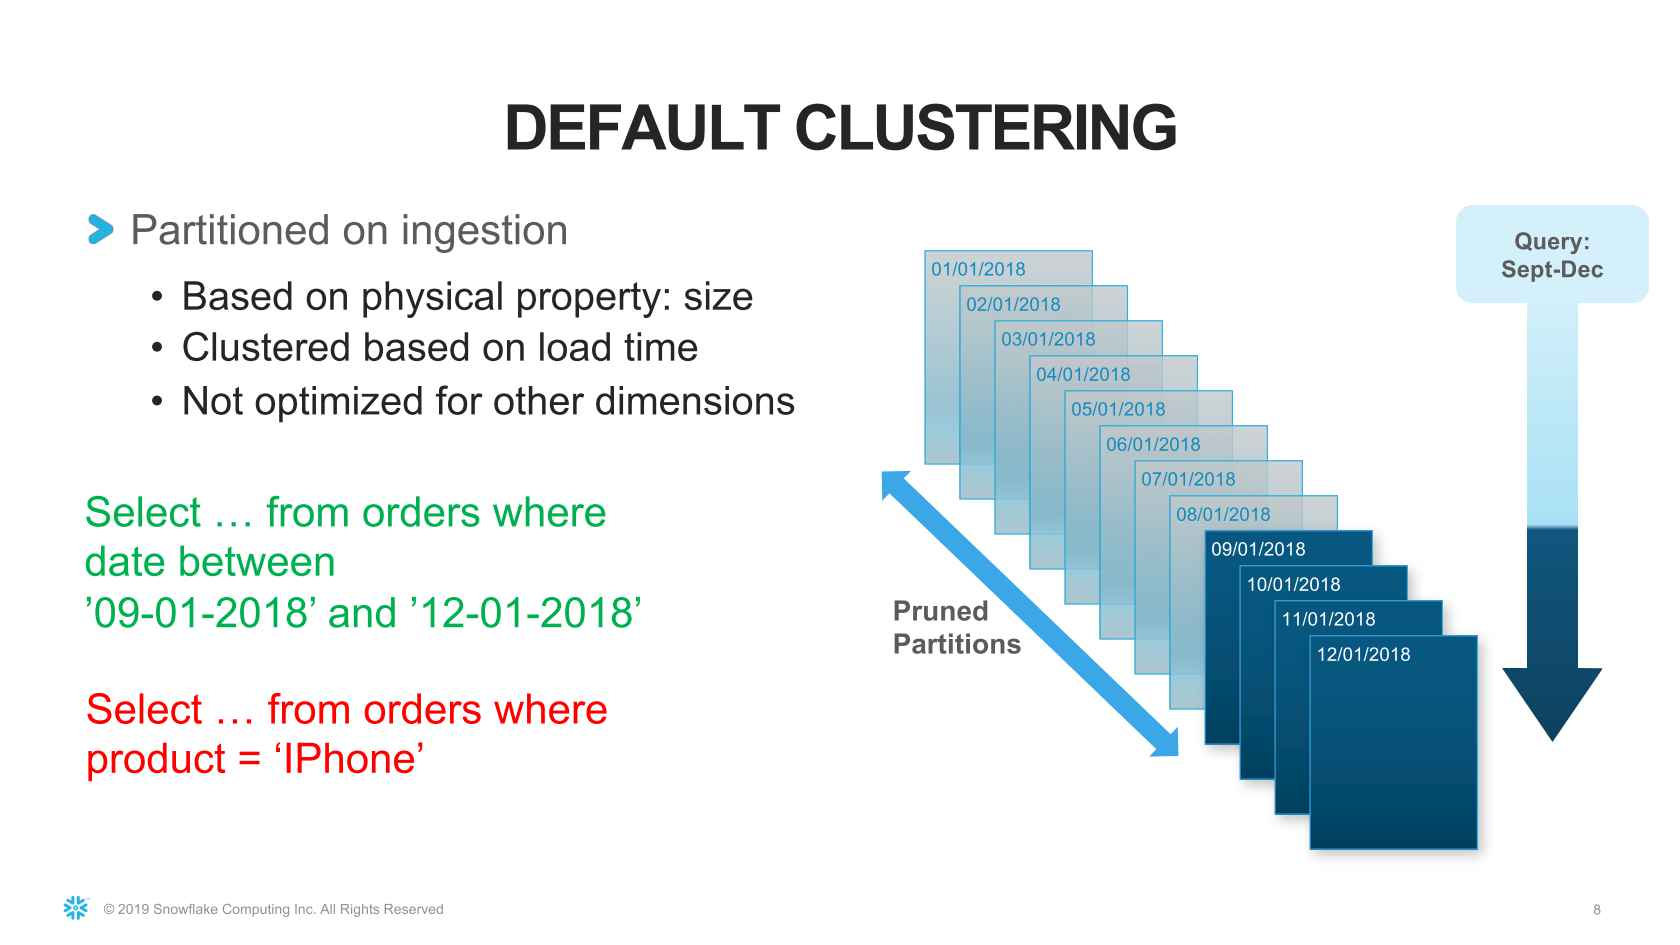 DEFAULT CLUSTERING
Partitioned on ingestion
• Based on physical property: size
• Clustered based on load time
• Not optimized for other dimensions
Select … from orders where
date between
’09-01-2018’ and ’12-01-2018’
Select … from orders where
product = ‘IPhone’
Query:
Sept-Dec
01/01/2018
02/01/2018
03/01/2018
04/01/2018
05/01/2018
06/01/2018
07/01/2018
08/01/2018
09/01/2018
10/01/2018
11/01/2018
12/01/2018
Pruned
Partitions
© 2019 Snowflake Computing Inc. All Rights Reserved
8